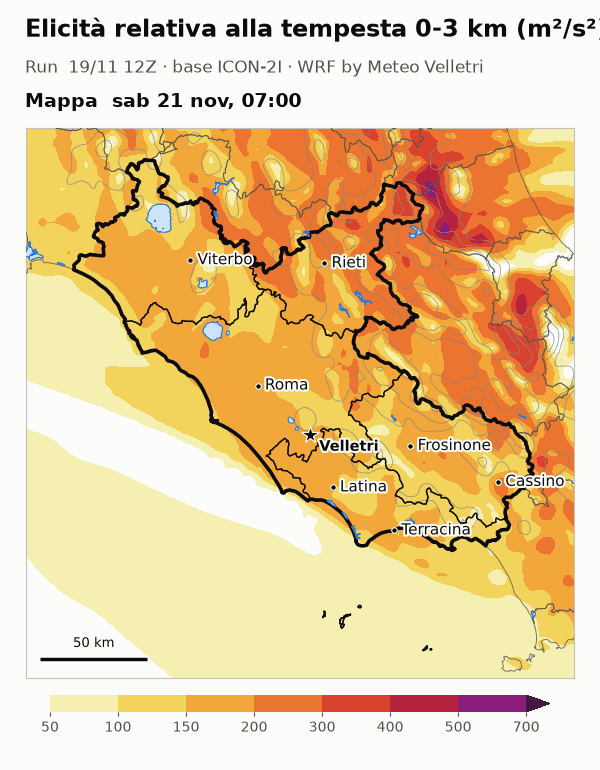 Elicità relativa alla tempesta 0-3 km (m²/s²)
Run 19/11 12Z · base ICON-2I · WRF by Meteo Velletri
Mappa sab 21 nov, 07:00
Viterbo
Rieti
Roma
Velletri
Frosinone
Latina
Cassino
Terracina
50 km
50 100 150 200 300 400 500 700